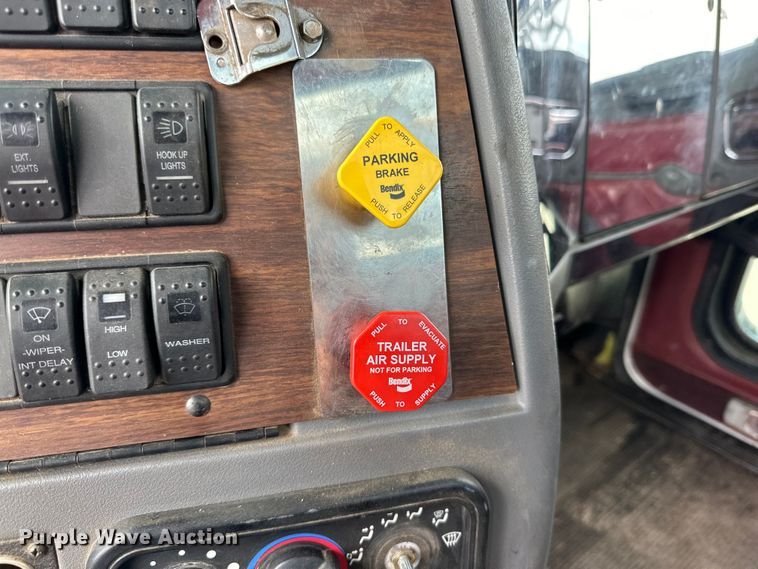 EXT.
LIGHTS
HOOK UP
LIGHTS
PULL TO APPLY
PARKING
BRAKE
Bendix
PUSH TO RELEASE
ON
-WIPER-
INT DELAY
HIGH
LOW
WASHER
PULL TO EVACUATE
TRAILER
AIR SUPPLY
NOT FOR PARKING
Bendix
PUSH TO SUPPLY
Purple Wave Auction